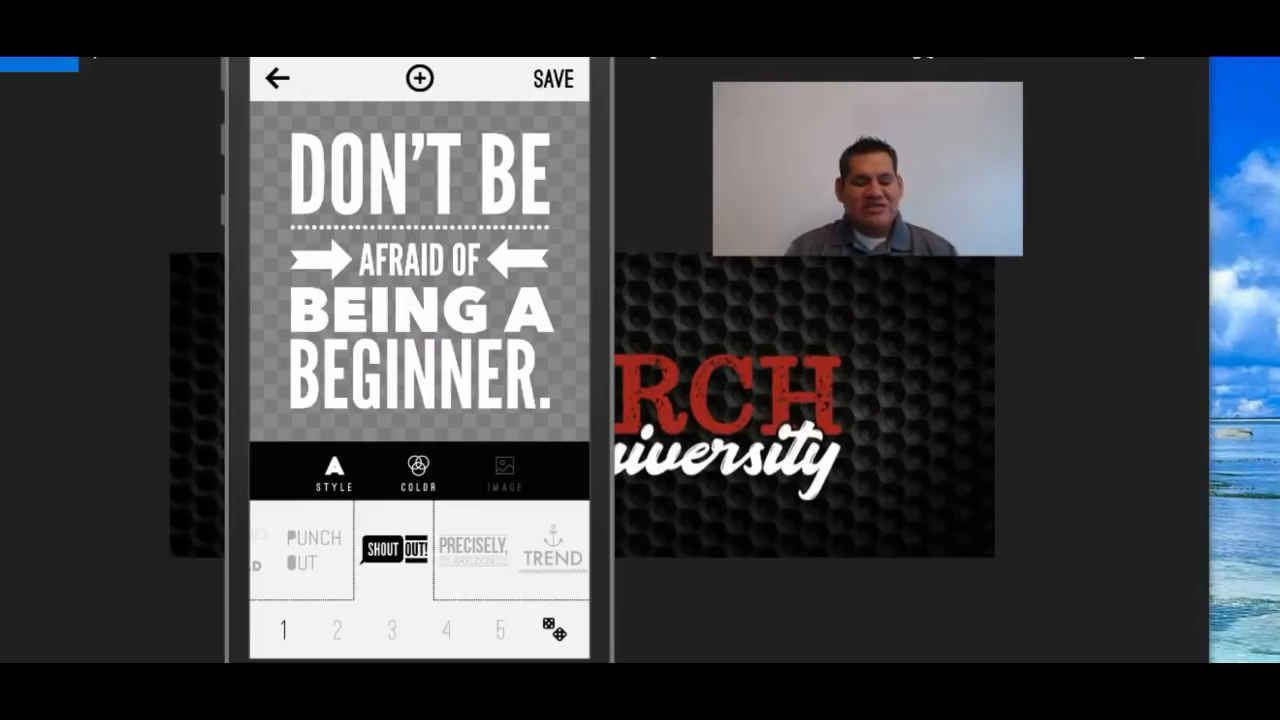 SAVE
DON'T BE
AFRAID OF
BEING A
BEGINNER.
STYLE
COLOR
IMAGE
PUNCH
OUT
SHOUT OUT!
PRECISELY,
TREND
1 2 3 4 5
RCH
iversity